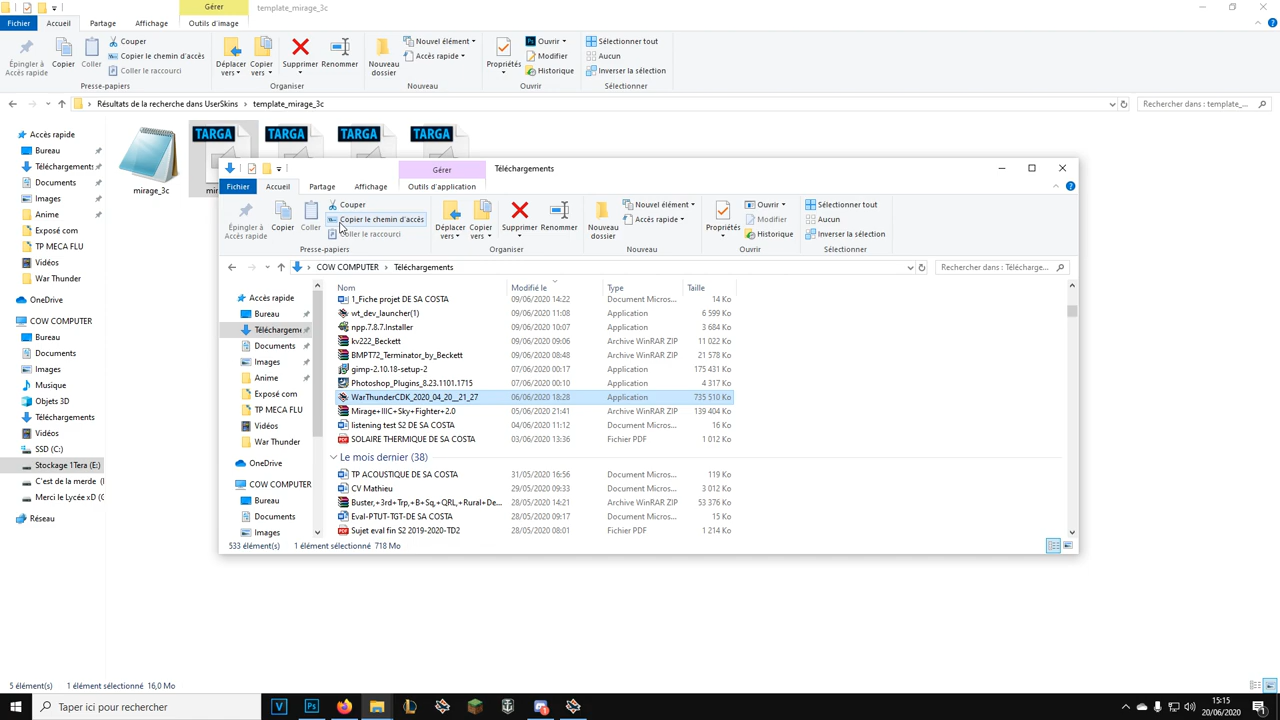 Gérer
template_mirage_3c
Fichier
Accueil
Partage
Affichage
Outils d'image
Épingler à
Accès rapide
Copier
Coller
Couper
Copier le chemin d'accès
Coller le raccourci
Presse-papiers
Déplacer
vers
Copier
vers
Supprimer
Renommer
Organiser
Nouveau
dossier
Nouvel élément
Accès rapide
Nouveau
Propriétés
Ouvrir
Modifier
Historique
Ouvrir
Sélectionner tout
Aucun
Inverser la sélection
Sélectionner
Résultats de la recherche dans UserSkins
template_mirage_3c
Rechercher dans : template_...
Accès rapide
Bureau
Téléchargements
Documents
Images
Anime
Exposé com
TP MECA FLU
Vidéos
War Thunder
OneDrive
COW COMPUTER
Bureau
Documents
Images
Musique
Objets 3D
Téléchargements
Vidéos
SSD (C:)
Stockage 1Tera (E:)
C'est de la merde
Merci le Lycée xD (
Réseau
TARGA
TARGA
TARGA
TARGA
mirage_3c
Gérer
Téléchargements
Fichier
Accueil
Partage
Affichage
Outils d'application
Épingler à
Accès rapide
Copier
Coller
Couper
Copier le chemin d'accès
Coller le raccourci
Presse-papiers
Déplacer
vers
Copier
vers
Supprimer
Renommer
Organiser
Nouveau
dossier
Nouvel élément
Accès rapide
Nouveau
Propriétés
Ouvrir
Modifier
Historique
Ouvrir
Sélectionner tout
Aucun
Inverser la sélection
Sélectionner
COW COMPUTER
Téléchargements
Rechercher dans : Télécharge...
Accès rapide
Bureau
Téléchargem
Documents
Images
Anime
Exposé com
TP MECA FLU
Vidéos
War Thunder
OneDrive
COW COMPUTER
Bureau
Documents
Images
Nom Modifié le Type Taille
1_Fiche projet DE SA COSTA 09/06/2020 14:22 Document Micros... 14 Ko
wt_dev_launcher(1) 09/06/2020 11:08 Application 6 599 Ko
npp.7.8.7.Installer 09/06/2020 10:07 Application 3 684 Ko
kv222_Beckett 09/06/2020 09:06 Archive WinRAR ZIP 11 022 Ko
BMPT72_Terminator_by_Beckett 09/06/2020 08:48 Archive WinRAR ZIP 21 578 Ko
gimp-2.10.18-setup-2 07/06/2020 00:17 Application 175 431 Ko
Photoshop_Plugins_8.23.1101.1715 07/06/2020 00:10 Application 4 317 Ko
WarThunderCDK_2020_04_20__21_27 06/06/2020 18:28 Application 735 510 Ko
Mirage+IIIC+Sky+Fighter+2.0 05/06/2020 21:41 Archive WinRAR ZIP 139 404 Ko
listening test S2 DE SA COSTA 04/06/2020 11:12 Document Micros... 16 Ko
SOLAIRE THERMIQUE DE SA COSTA 03/06/2020 13:36 Fichier PDF 1 012 Ko
Le mois dernier (38)
TP ACOUSTIQUE DE SA COSTA 31/05/2020 16:56 Document Micros... 119 Ko
CV Mathieu 29/05/2020 09:33 Document Micros... 14 Ko
Buster,+3rd+Trp,+B+Sq,+QRL,+Rural+De... 28/05/2020 14:21 Archive WinRAR ZIP 53 376 Ko
Eval-PTUT-TGT-DE SA COSTA 28/05/2020 09:17 Document Micros... 15 Ko
Sujet eval fin S2 2019-2020-TD2 28/05/2020 08:01 Fichier PDF 1 214 Ko
533 élément(s) 1 élément sélectionné 718 Mo
5 élément(s) 1 élément sélectionné 16,0 Mo
Taper ici pour rechercher
15:15
20/06/2020